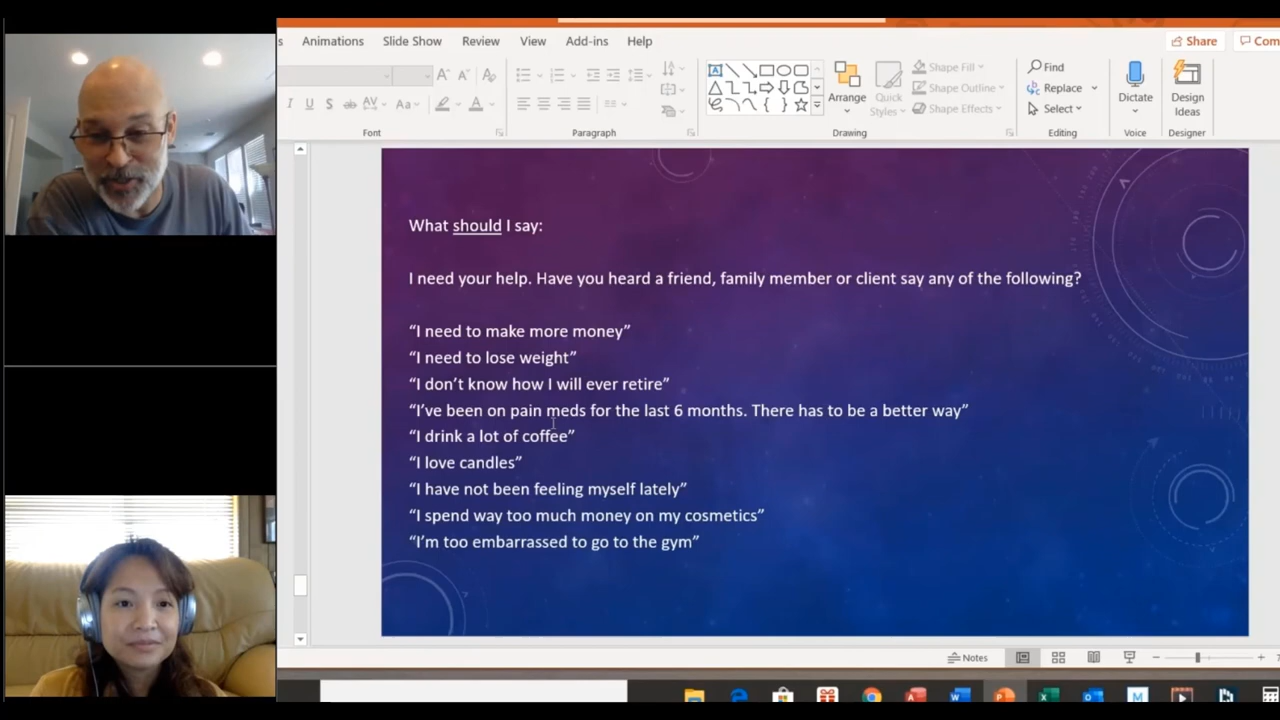 s Animations Slide Show Review View Add-ins Help Share Com
Find
Shape Fill
Replace
Shape Outline
Select
Shape Effects
Arrange
Quick
Styles
Dictate
Design
Ideas
Font Paragraph Drawing Editing Voice Designer
What should I say:
I need your help. Have you heard a friend, family member or client say any of the following?
“I need to make more money”
“I need to lose weight”
“I don’t know how I will ever retire”
“I’ve been on pain meds for the last 6 months. There has to be a better way”
“I drink a lot of coffee”
“I love candles”
“I have not been feeling myself lately”
“I spend way too much money on my cosmetics”
“I’m too embarrassed to go to the gym”
Notes